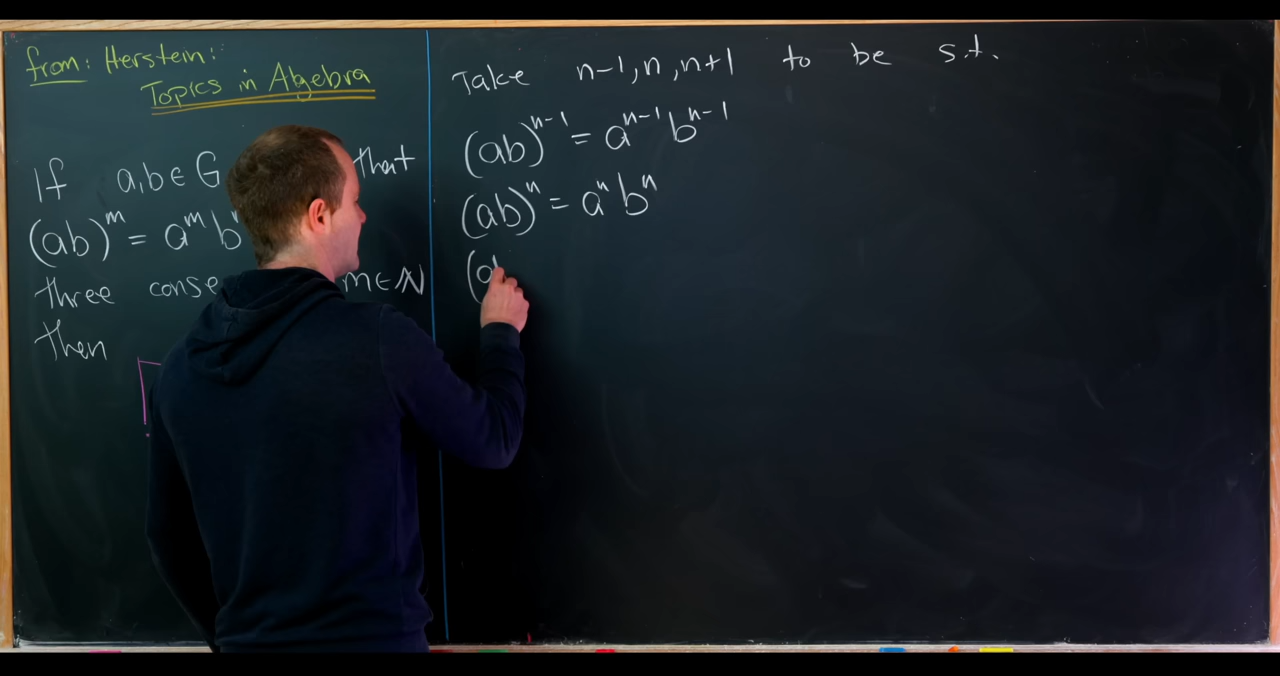 from: Herstein:
Topics in Algebra
If a,b∈G that
(ab)^m = a^m b
three conse m∈ℕ
then
Take n-1, n, n+1 to be s.t.
(ab)^{n-1} = a^{n-1} b^{n-1}
(ab)^n = a^n b^n
(a